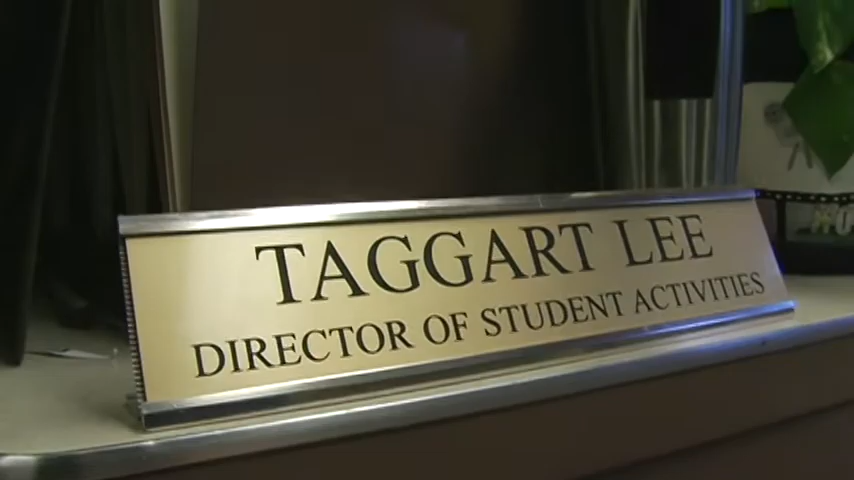 TAGGART LEE
DIRECTOR OF STUDENT ACTIVITIES